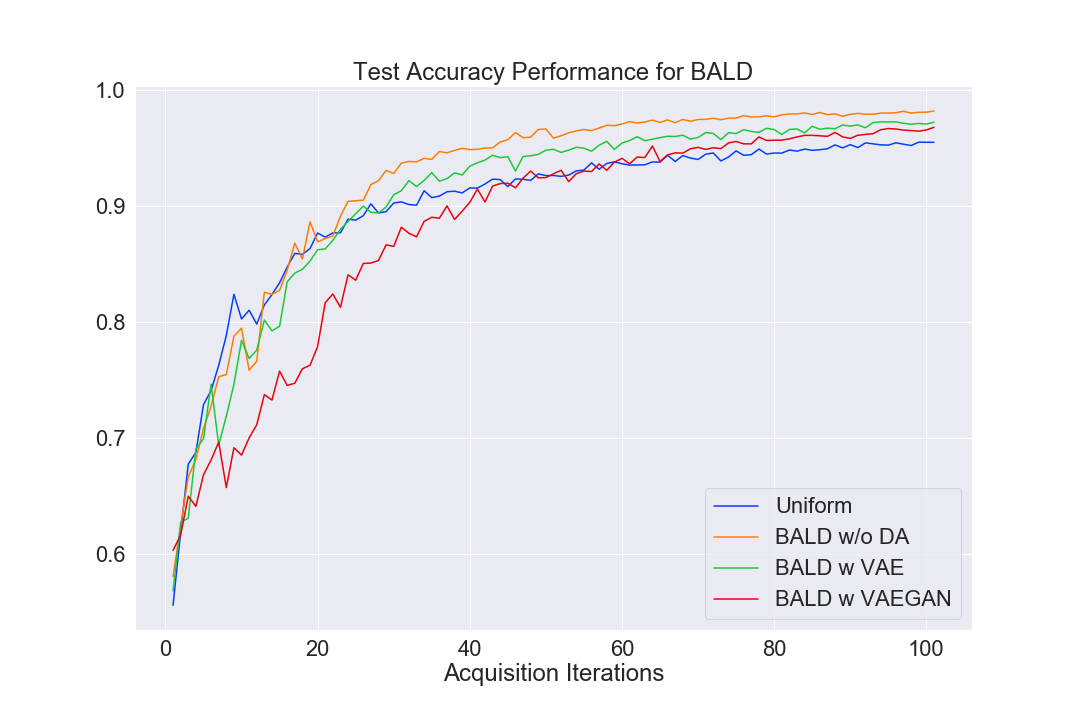 Test Accuracy Performance for BALD
1.0
0.9
0.8
0.7
0.6
Uniform
BALD w/o DA
BALD w VAE
BALD w VAEGAN
0 20 40 60 80 100
Acquisition Iterations